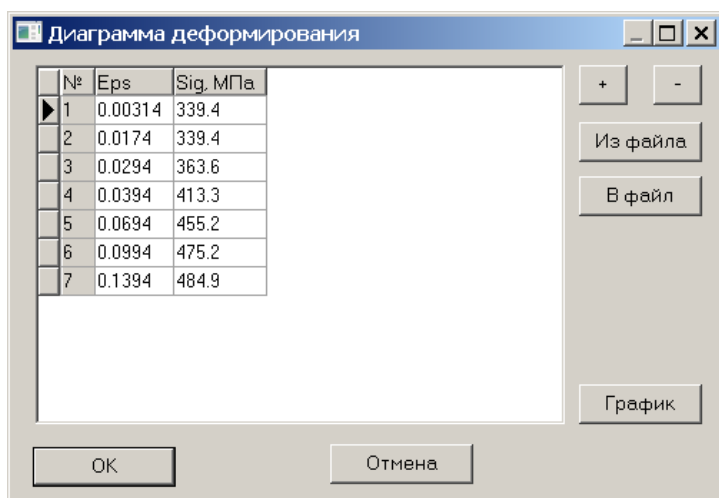 Диаграмма деформирования
№ Eps Sig, МПа
1 0.00314 339.4
2 0.0174 339.4
3 0.0294 363.6
4 0.0394 413.3
5 0.0694 455.2
6 0.0994 475.2
7 0.1394 484.9
+ -
Из файла
В файл
График
OK Отмена